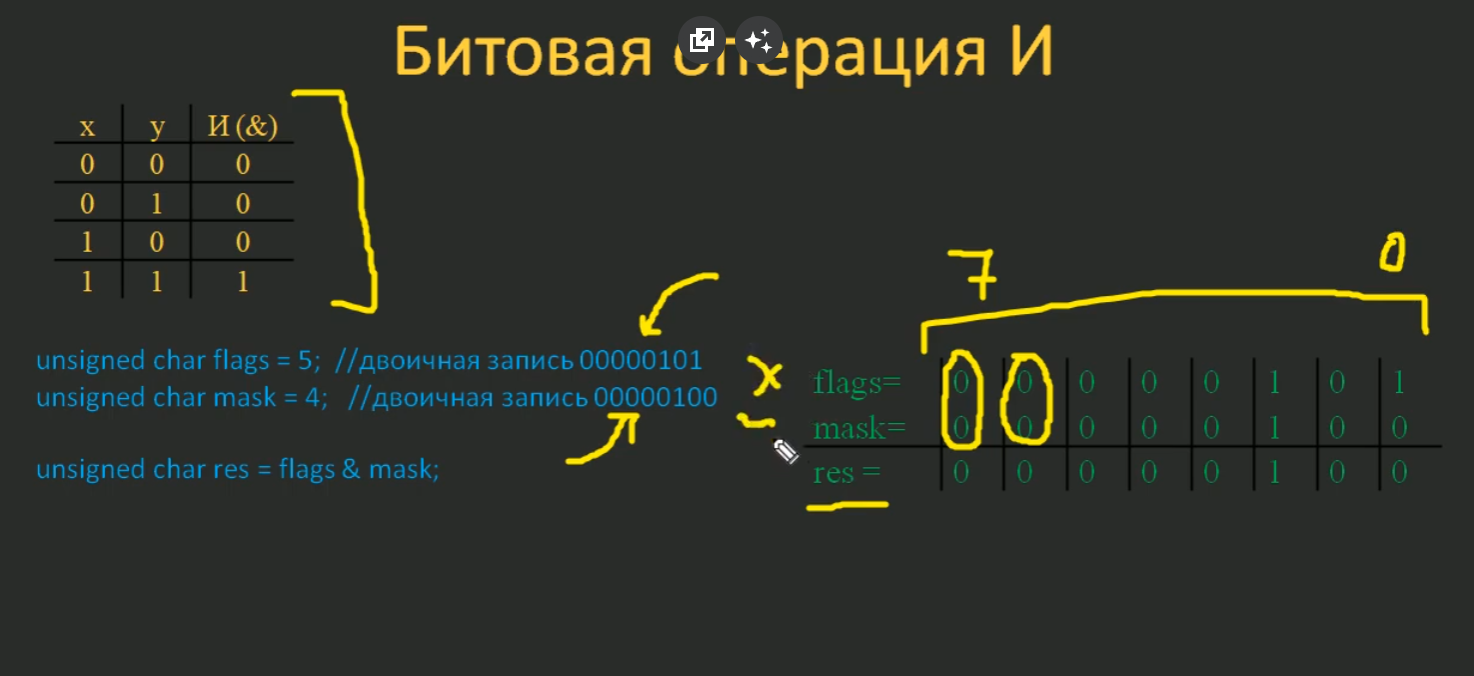 Битовая операция И
x y И (&)
0 0 0
0 1 0
1 0 0
1 1 1
7 0
unsigned char flags = 5; //двоичная запись 00000101
unsigned char mask = 4; //двоичная запись 00000100
unsigned char res = flags & mask;
x
flags= 0 0 0 0 0 1 0 1
mask= 0 0 0 0 0 1 0 0
res = 0 0 0 0 0 1 0 0